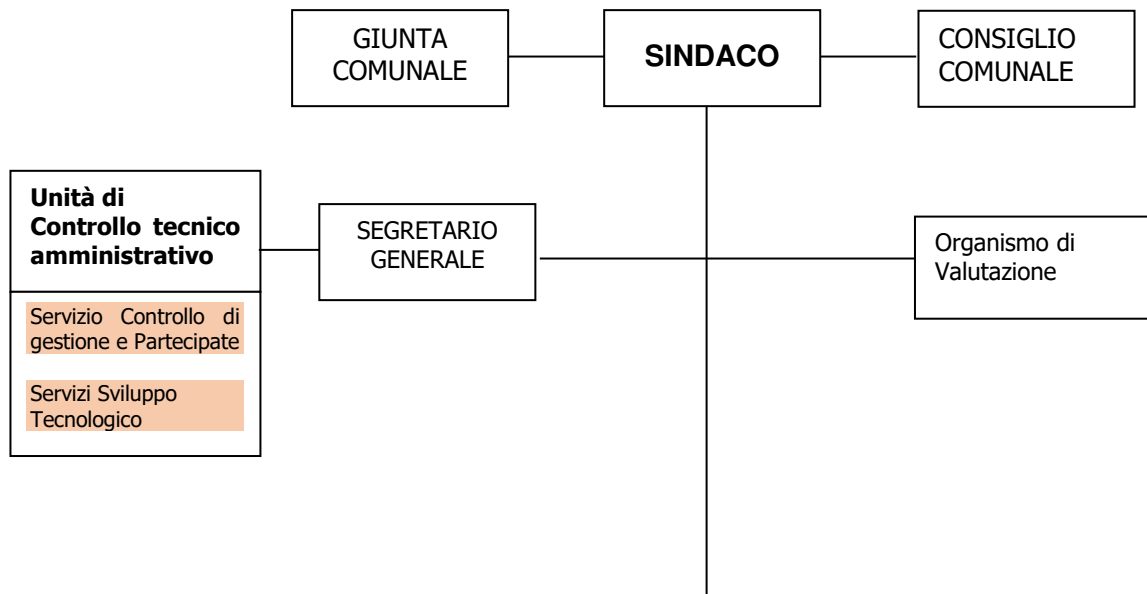 GIUNTA
COMUNALE
SINDACO
CONSIGLIO
COMUNALE
Unità di
Controllo tecnico
amministrativo
SEGRETARIO
GENERALE
Organismo di
Valutazione
Servizio Controllo di
gestione e Partecipate
Servizi Sviluppo
Tecnologico